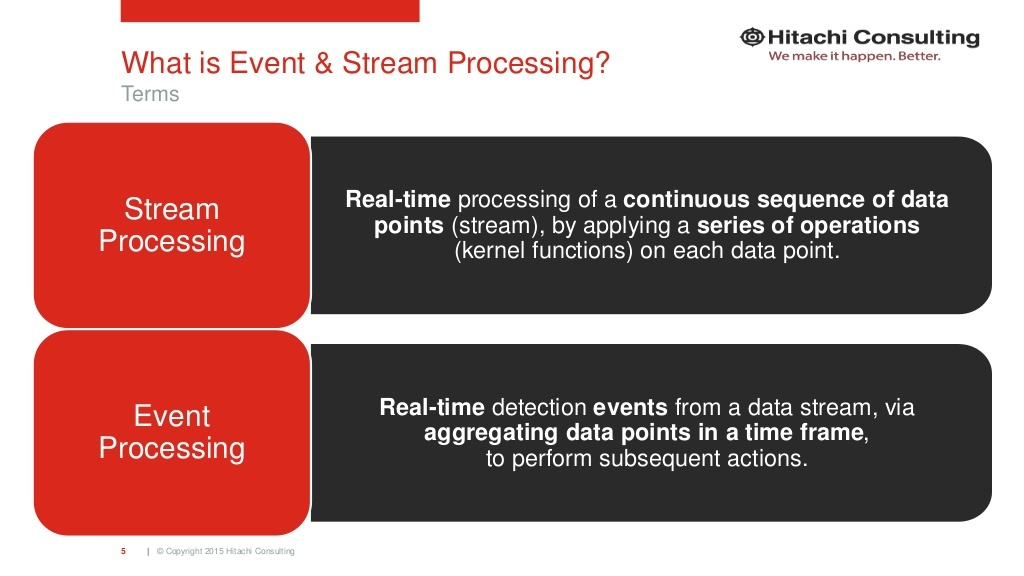 Hitachi Consulting
We make it happen. Better.
What is Event & Stream Processing?
Terms
Stream
Processing
Real-time processing of a continuous sequence of data
points (stream), by applying a series of operations
(kernel functions) on each data point.
Event
Processing
Real-time detection events from a data stream, via
aggregating data points in a time frame,
to perform subsequent actions.
5 | © Copyright 2015 Hitachi Consulting